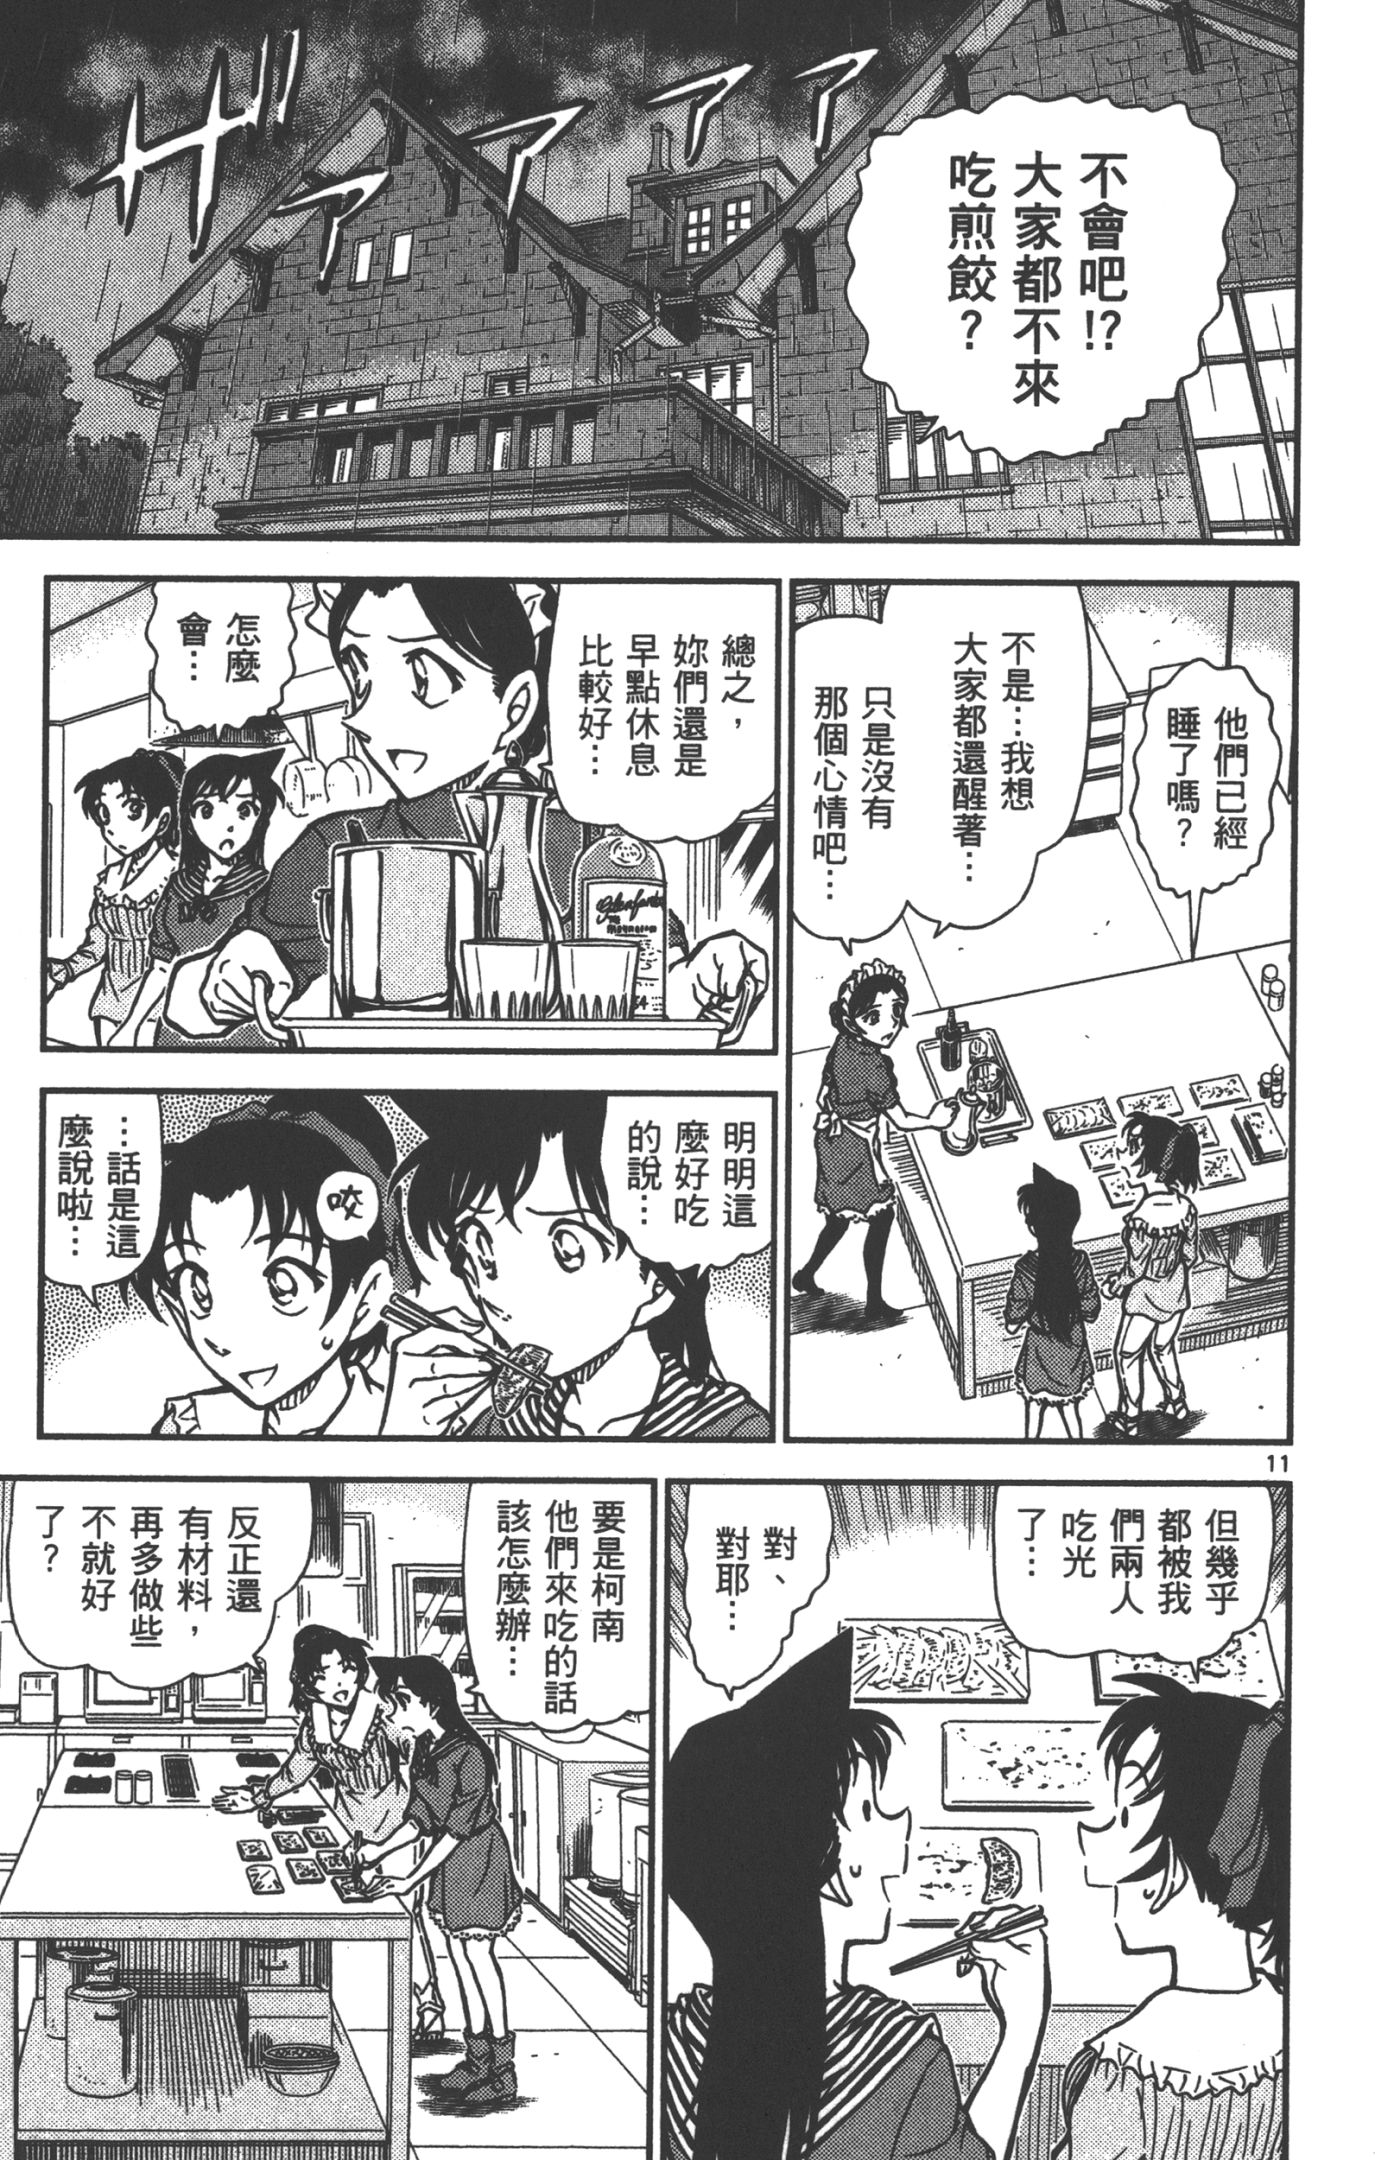 不會吧!?
大家都不來
吃煎餃？
ザァァァァ
他們已經
睡了嗎？
不是…我想
大家都還醒著…
只是沒有
那個心情吧…
總之，
妳們還是
早點休息
比較好…
怎麼
會…
明明這
麼好吃
的說…
咬
…話是這
麼說啦…
11
但幾乎
都被我
們兩人
吃光
了…
對、
對耶…
要是柯南
他們來吃的話
該怎麼辦…
反正還
有材料，
再多做些
不就好
了？